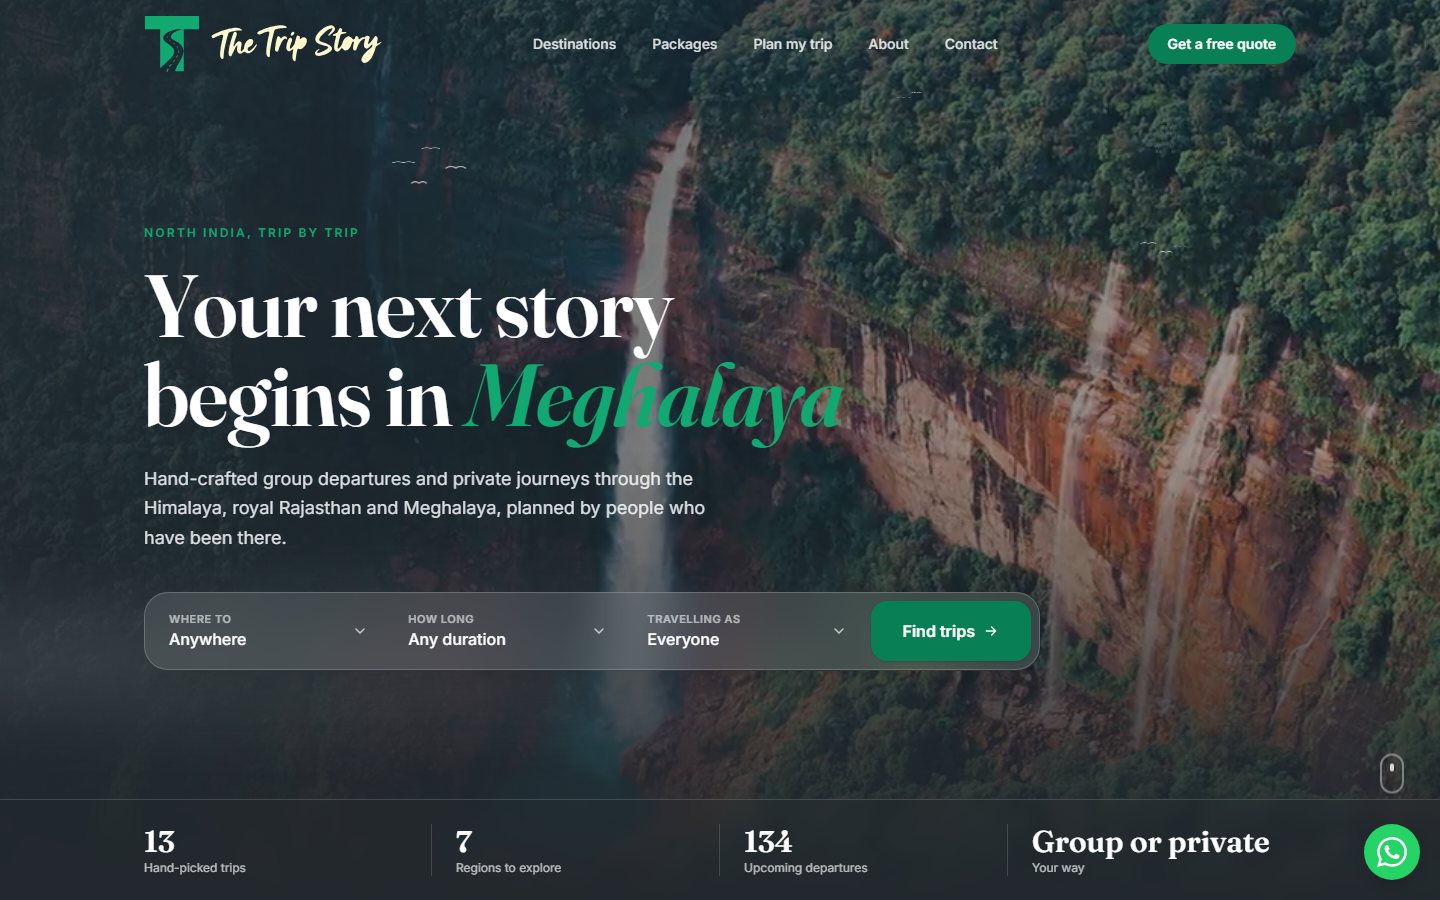 The Trip Story
Destinations
Packages
Plan my trip
About
Contact
Get a free quote
NORTH INDIA, TRIP BY TRIP
Your next story
begins in Meghalaya
Hand-crafted group departures and private journeys through the
Himalaya, royal Rajasthan and Meghalaya, planned by people who
have been there.
WHERE TO
Anywhere
HOW LONG
Any duration
TRAVELLING AS
Everyone
Find trips
13
Hand-picked trips
7
Regions to explore
134
Upcoming departures
Group or private
Your way